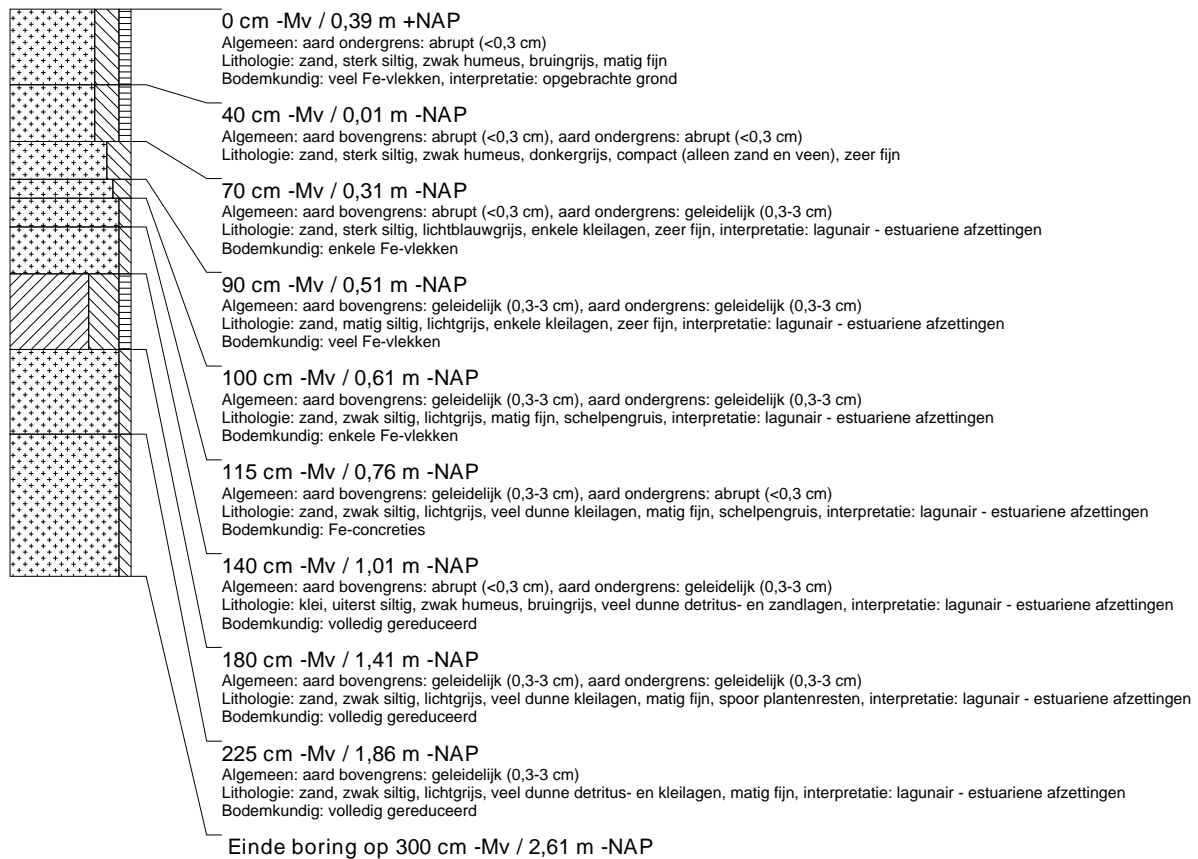 0 cm -Mv / 0,39 m +NAP
Algemeen: aard ondergrens: abrupt (<0,3 cm)
Lithologie: zand, sterk siltig, zwak humeus, bruingrijs, matig fijn
Bodemkundig: veel Fe-vlekken, interpretatie: opgebrachte grond
40 cm -Mv / 0,01 m -NAP
Algemeen: aard bovengrens: abrupt (<0,3 cm), aard ondergrens: abrupt (<0,3 cm)
Lithologie: zand, sterk siltig, zwak humeus, donkergrijs, compact (alleen zand en veen), zeer fijn
70 cm -Mv / 0,31 m -NAP
Algemeen: aard bovengrens: abrupt (<0,3 cm), aard ondergrens: geleidelijk (0,3-3 cm)
Lithologie: zand, sterk siltig, lichtblauwgrijs, enkele kleilagen, zeer fijn, interpretatie: lagunair - estuariene afzettingen
Bodemkundig: enkele Fe-vlekken
90 cm -Mv / 0,51 m -NAP
Algemeen: aard bovengrens: geleidelijk (0,3-3 cm), aard ondergrens: geleidelijk (0,3-3 cm)
Lithologie: zand, matig siltig, lichtgrijs, enkele kleilagen, zeer fijn, interpretatie: lagunair - estuariene afzettingen
Bodemkundig: veel Fe-vlekken
100 cm -Mv / 0,61 m -NAP
Algemeen: aard bovengrens: geleidelijk (0,3-3 cm), aard ondergrens: geleidelijk (0,3-3 cm)
Lithologie: zand, zwak siltig, lichtgrijs, matig fijn, schelpengruis, interpretatie: lagunair - estuariene afzettingen
Bodemkundig: enkele Fe-vlekken
115 cm -Mv / 0,76 m -NAP
Algemeen: aard bovengrens: geleidelijk (0,3-3 cm), aard ondergrens: abrupt (<0,3 cm)
Lithologie: zand, zwak siltig, lichtgrijs, veel dunne kleilagen, matig fijn, schelpengruis, interpretatie: lagunair - estuariene afzettingen
Bodemkundig: Fe-concreties
140 cm -Mv / 1,01 m -NAP
Algemeen: aard bovengrens: abrupt (<0,3 cm), aard ondergrens: geleidelijk (0,3-3 cm)
Lithologie: klei, uiterst siltig, zwak humeus, bruingrijs, veel dunne detritus- en zandlagen, interpretatie: lagunair - estuariene afzettingen
Bodemkundig: volledig gereduceerd
180 cm -Mv / 1,41 m -NAP
Algemeen: aard bovengrens: geleidelijk (0,3-3 cm), aard ondergrens: geleidelijk (0,3-3 cm)
Lithologie: zand, zwak siltig, lichtgrijs, veel dunne kleilagen, matig fijn, spoor plantenresten, interpretatie: lagunair - estuariene afzettingen
Bodemkundig: volledig gereduceerd
225 cm -Mv / 1,86 m -NAP
Algemeen: aard bovengrens: geleidelijk (0,3-3 cm)
Lithologie: zand, zwak siltig, lichtgrijs, veel dunne detritus- en kleilagen, matig fijn, interpretatie: lagunair - estuariene afzettingen
Bodemkundig: volledig gereduceerd
Einde boring op 300 cm -Mv / 2,61 m -NAP